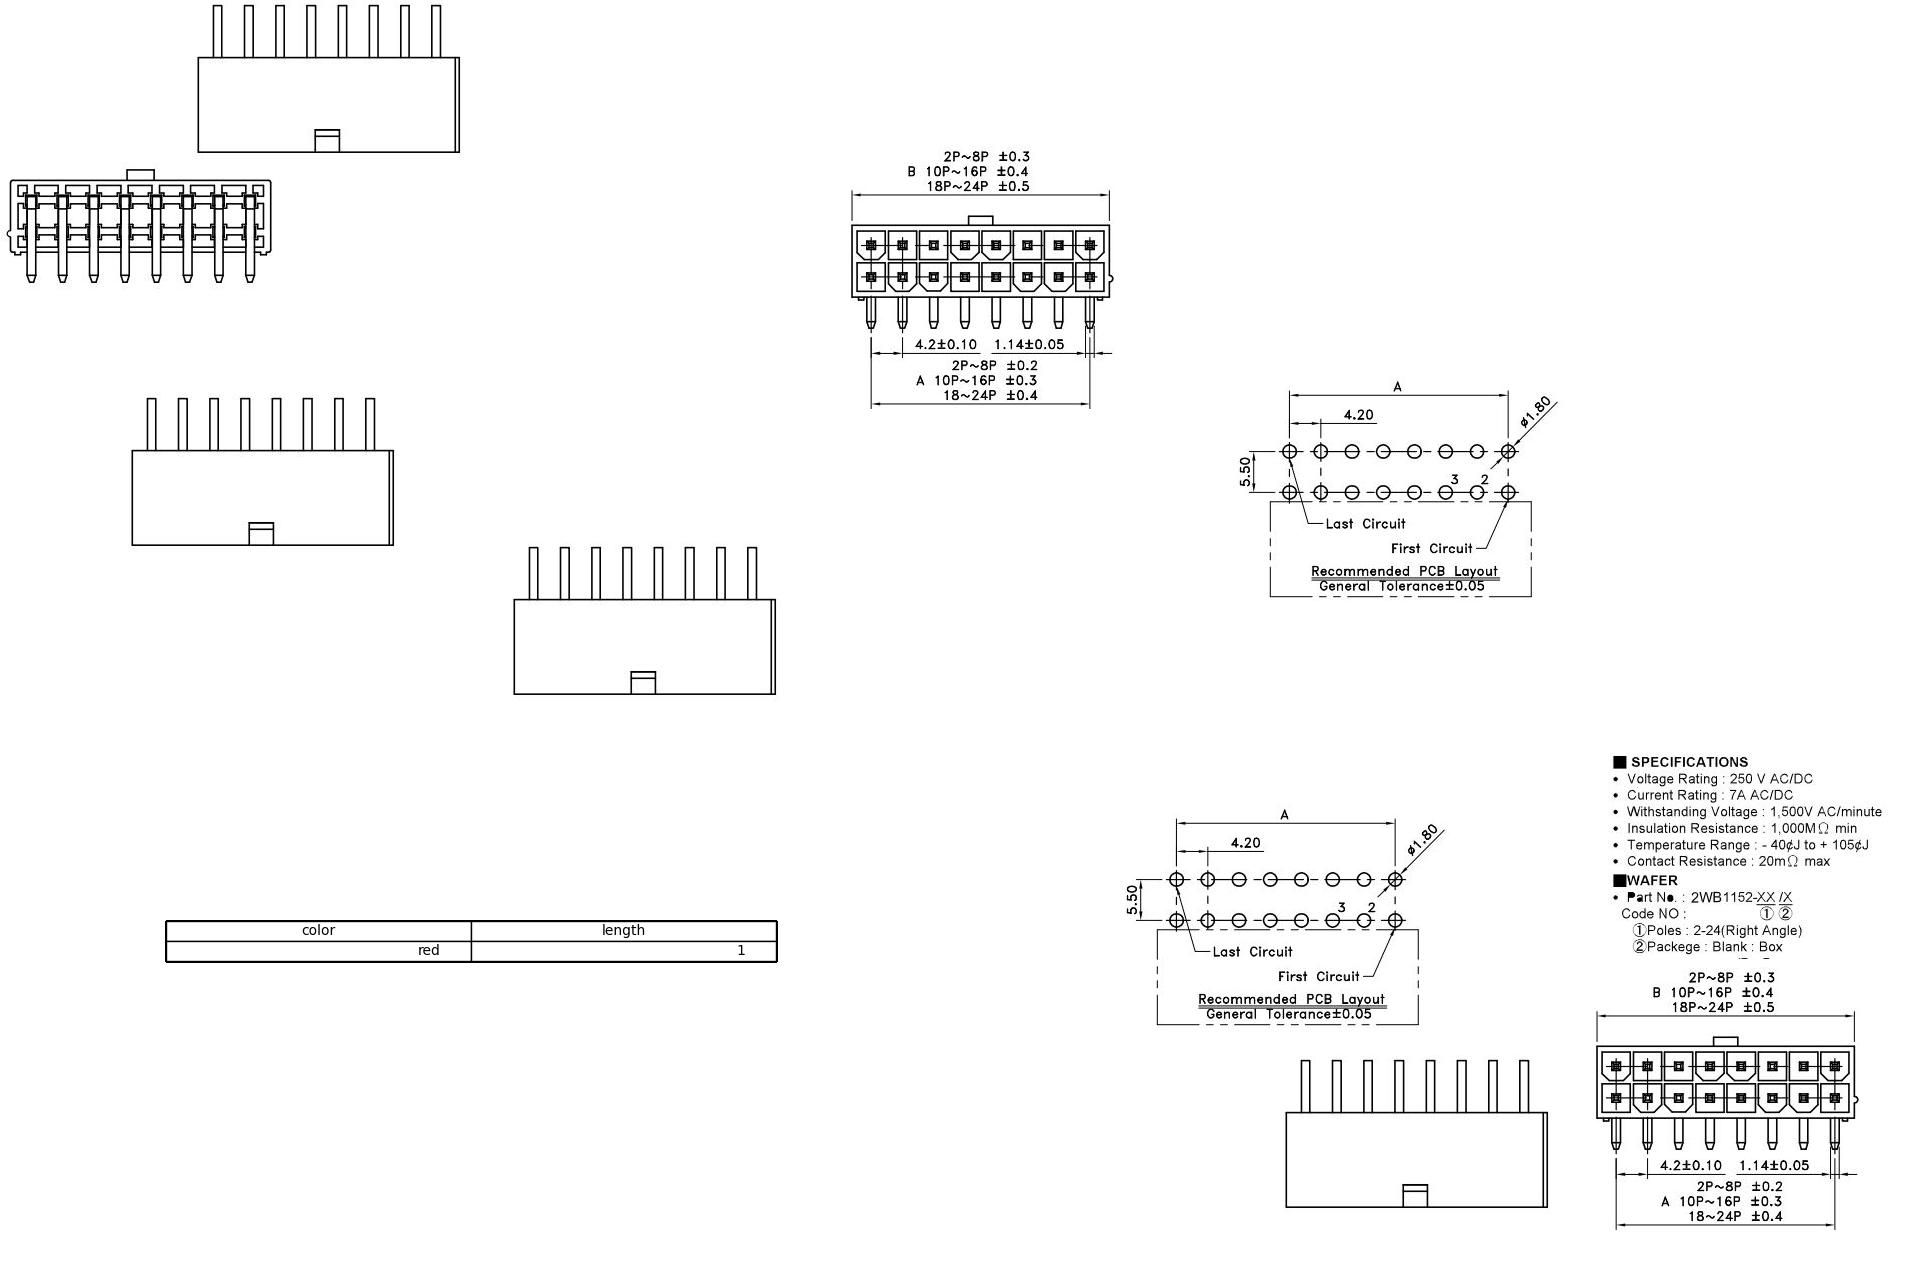 2P~8P ±0.3
B 10P~16P ±0.4
18P~24P ±0.5
4.2±0.10 1.14±0.05
2P~8P ±0.2
A 10P~16P ±0.3
18~24P ±0.4
A
4.20
ø1.80
5.50
3 2
Last Circuit
First Circuit
Recommended PCB Layout
General Tolerance±0.05
A
4.20
ø1.80
5.50
3 2
Last Circuit
First Circuit
Recommended PCB Layout
General Tolerance±0.05
color length
red 1
■ SPECIFICATIONS
• Voltage Rating : 250 V AC/DC
• Current Rating : 7A AC/DC
• Withstanding Voltage : 1,500V AC/minute
• Insulation Resistance : 1,000MΩ min
• Temperature Range : - 40¢J to + 105¢J
• Contact Resistance : 20mΩ max
■WAFER
• Part No. : 2WB1152-XX /X
Code NO : ① ②
①Poles : 2-24(Right Angle)
②Packege : Blank : Box
2P~8P ±0.3
B 10P~16P ±0.4
18P~24P ±0.5
4.2±0.10 1.14±0.05
2P~8P ±0.2
A 10P~16P ±0.3
18~24P ±0.4